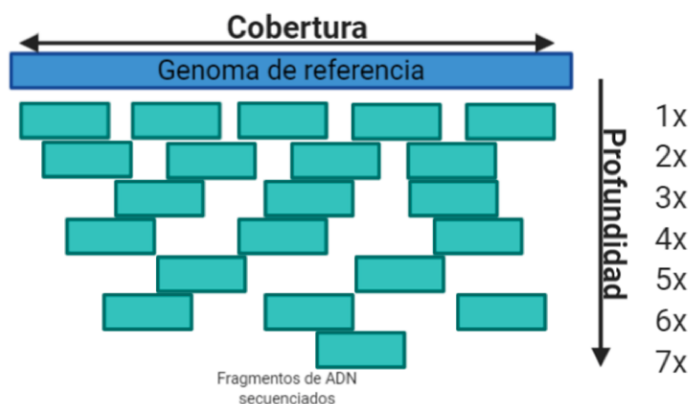 Cobertura
Genoma de referencia
Profundidad
1x
2x
3x
4x
5x
6x
7x
Fragmentos de ADN
secuenciados